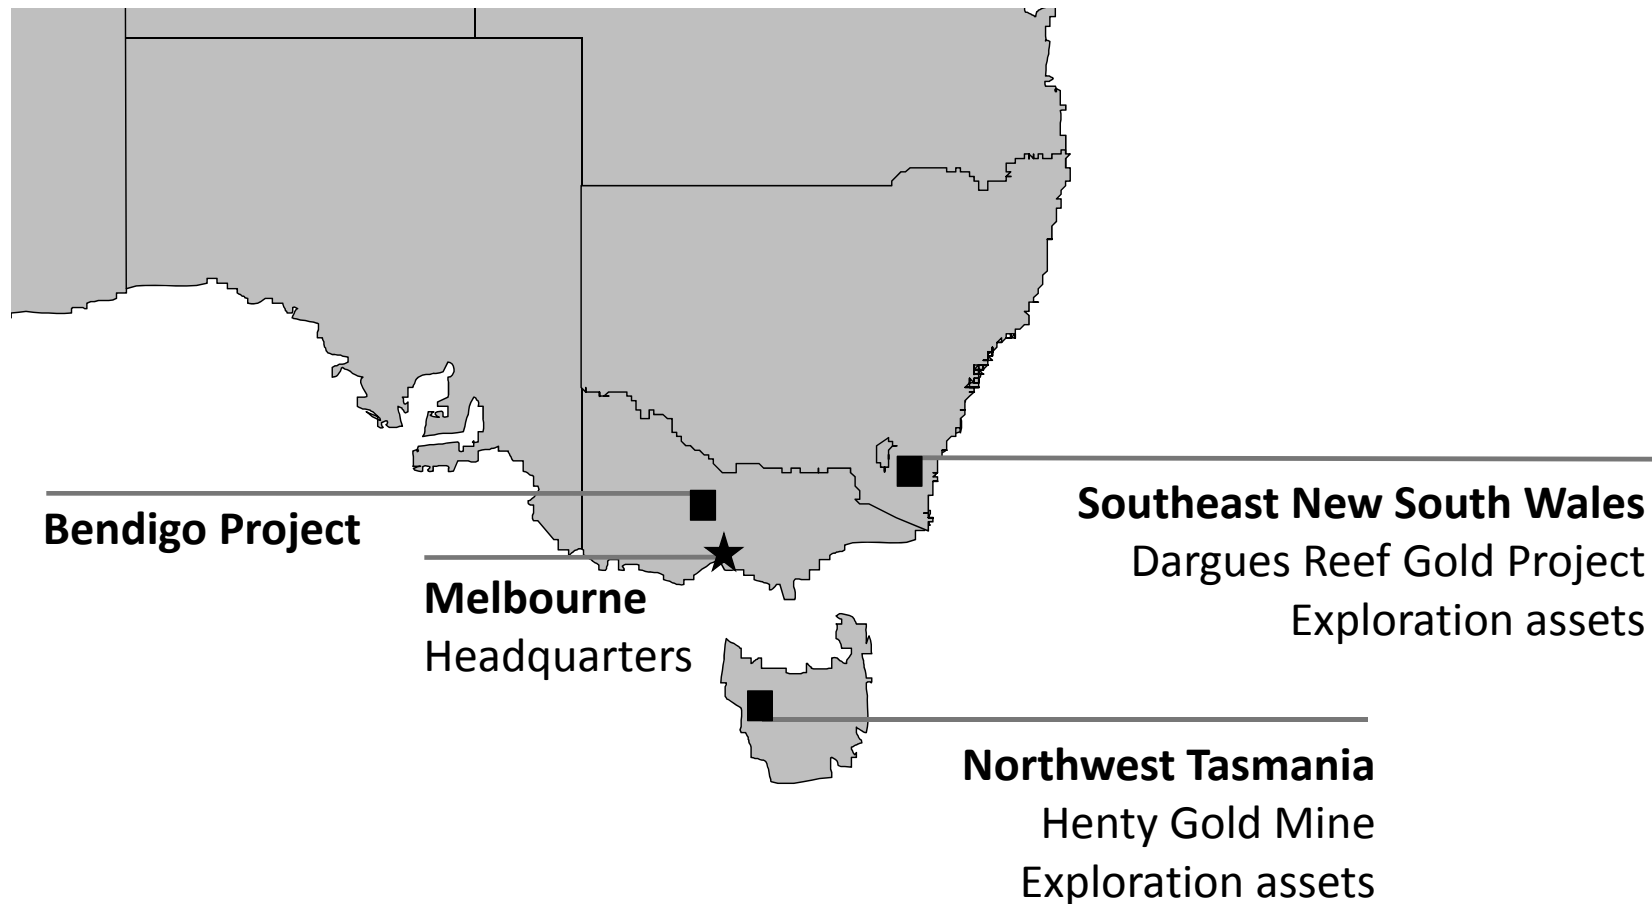 Bendigo Project
Melbourne
Headquarters
Southeast New South Wales
Dargues Reef Gold Project
Exploration assets
Northwest Tasmania
Henty Gold Mine
Exploration assets